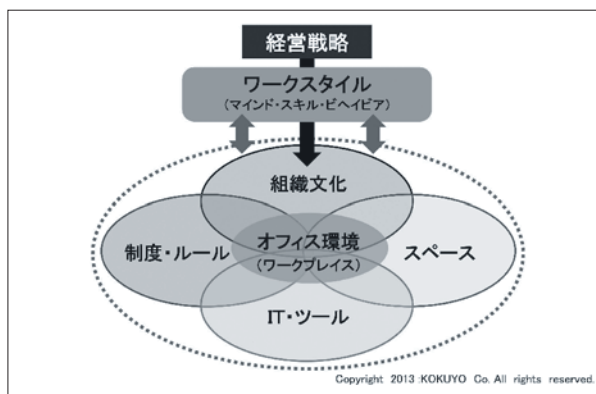 経営戦略
ワークスタイル
(マインド・スキル・ビヘイビア)
組織文化
制度・ルール
オフィス環境
(ワークプレイス)
スペース
IT・ツール
Copyright 2013 :KOKUYO Co. All rights reserved.